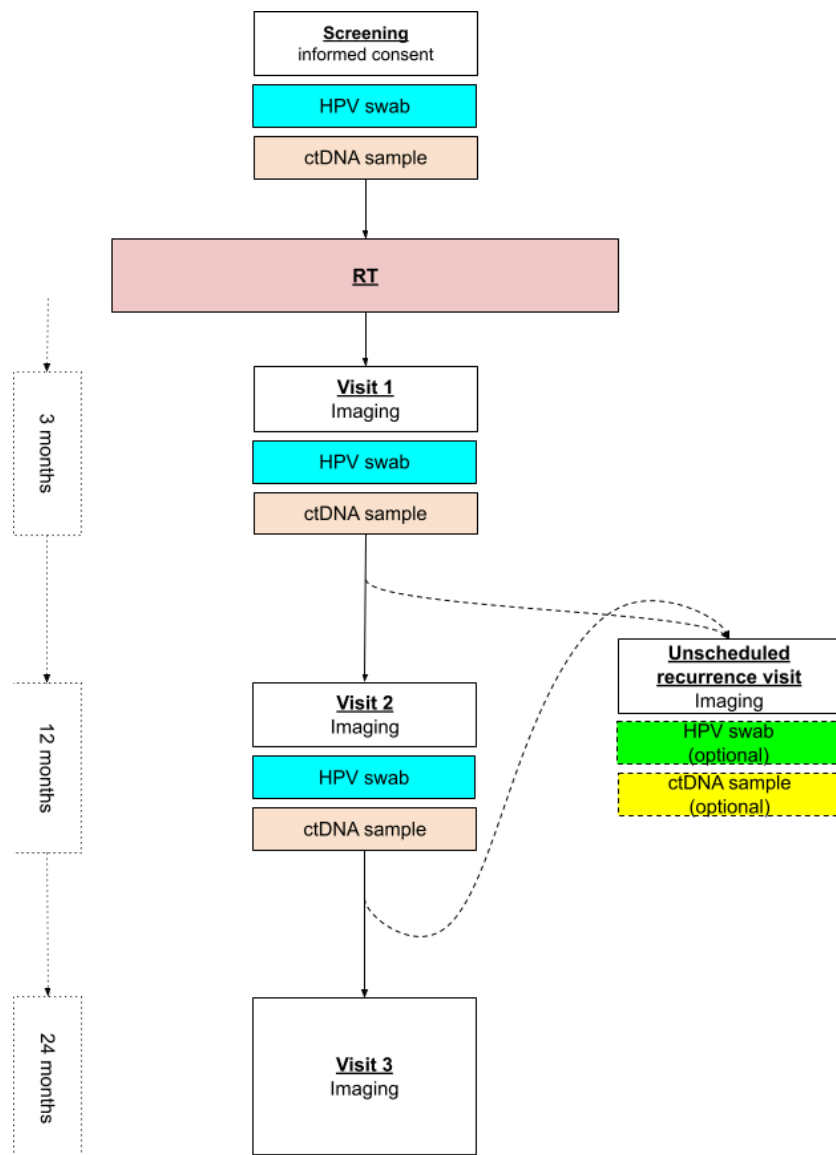 Screening
informed consent
HPV swab
ctDNA sample
RT
3 months
Visit 1
Imaging
HPV swab
ctDNA sample
Unscheduled
recurrence visit
Imaging
HPV swab
(optional)
ctDNA sample
(optional)
12 months
Visit 2
Imaging
HPV swab
ctDNA sample
24 months
Visit 3
Imaging